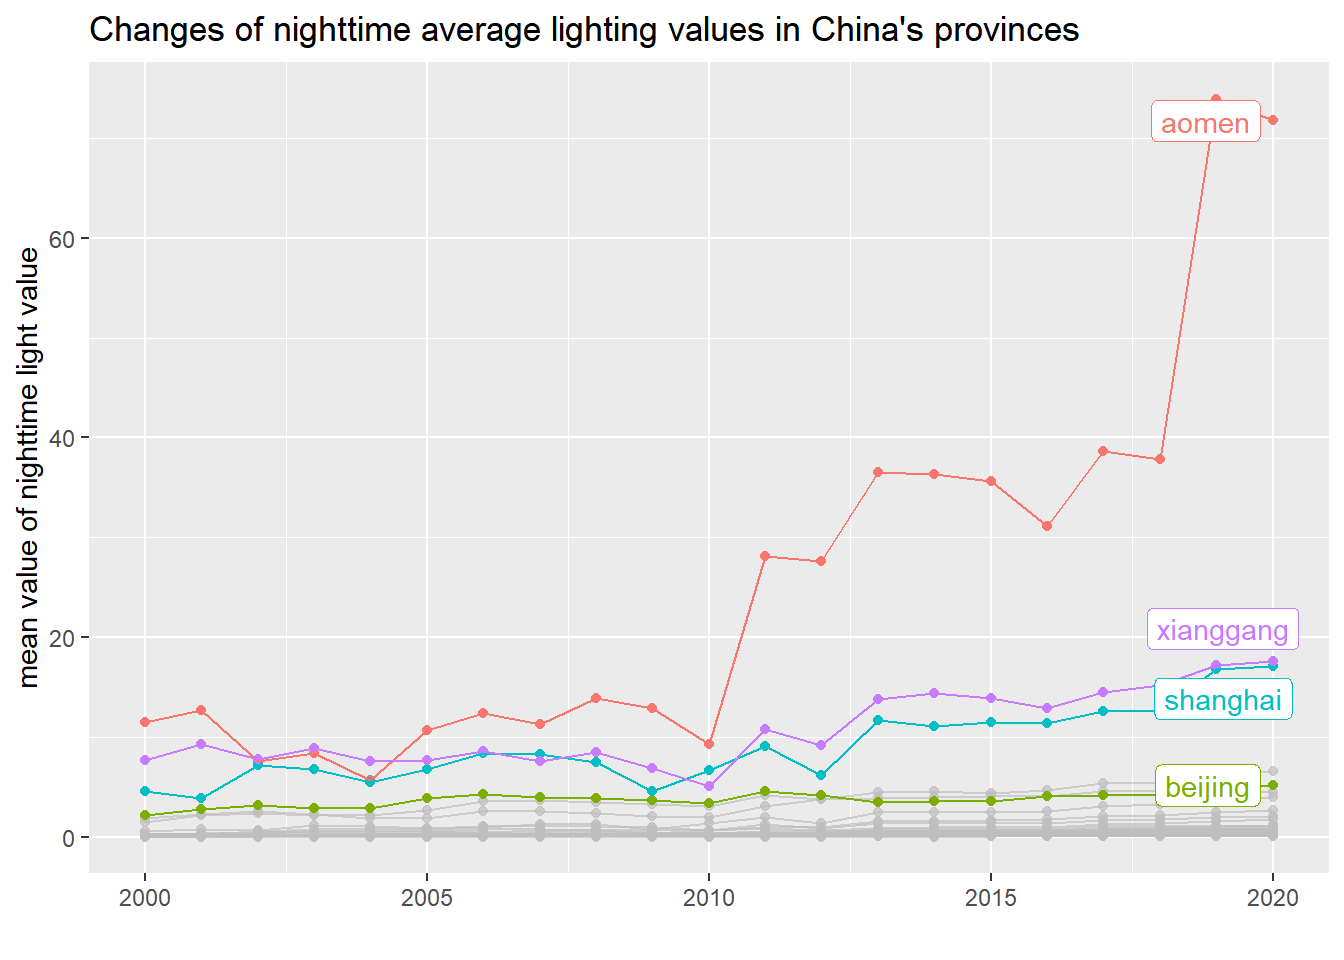 Changes of nighttime average lighting values in China's provinces
mean value of nighttime light value
60
40
20
0
aomen
xianggang
shanghai
beijing
2000 2005 2010 2015 2020